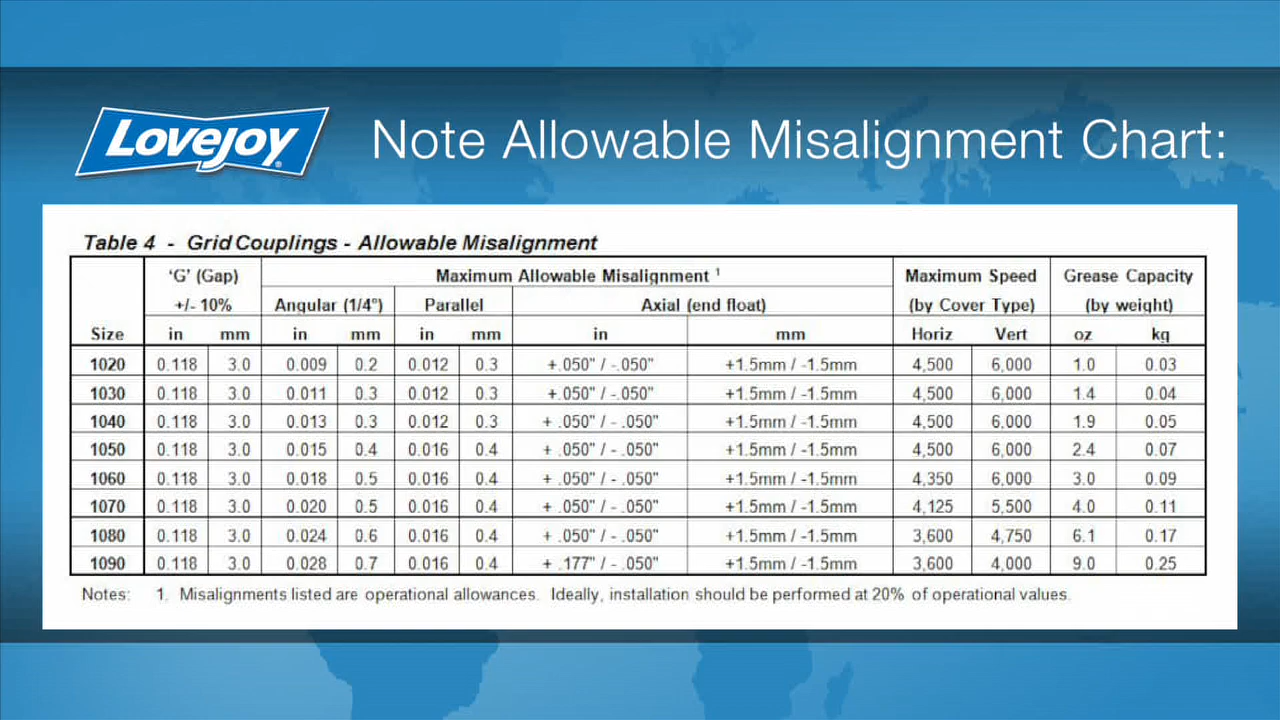 Lovejoy®
Note Allowable Misalignment Chart:
Table 4 - Grid Couplings - Allowable Misalignment
'G' (Gap) Maximum Allowable Misalignment 1 Maximum Speed Grease Capacity
+/- 10% Angular (1/4°) Parallel Axial (end float) (by Cover Type) (by weight)
Size in mm in mm in mm in mm Horiz Vert oz kg
1020 0.118 3.0 0.009 0.2 0.012 0.3 +.050" / -.050" +1.5mm / -1.5mm 4,500 6,000 1.0 0.03
1030 0.118 3.0 0.011 0.3 0.012 0.3 +.050" / -.050" +1.5mm / -1.5mm 4,500 6,000 1.4 0.04
1040 0.118 3.0 0.013 0.3 0.012 0.3 + .050" / - .050" +1.5mm / -1.5mm 4,500 6,000 1.9 0.05
1050 0.118 3.0 0.015 0.4 0.016 0.4 + .050" / - .050" +1.5mm / -1.5mm 4,500 6,000 2.4 0.07
1060 0.118 3.0 0.018 0.5 0.016 0.4 + .050" / - .050" +1.5mm / -1.5mm 4,350 6,000 3.0 0.09
1070 0.118 3.0 0.020 0.5 0.016 0.4 + .050" / - .050" +1.5mm / -1.5mm 4,125 5,500 4.0 0.11
1080 0.118 3.0 0.024 0.6 0.016 0.4 + .050" / - .050" +1.5mm / -1.5mm 3,600 4,750 6.1 0.17
1090 0.118 3.0 0.028 0.7 0.016 0.4 + .177" / - .050" +1.5mm / -1.5mm 3,600 4,000 9.0 0.25
Notes: 1. Misalignments listed are operational allowances. Ideally, installation should be performed at 20% of operational values.